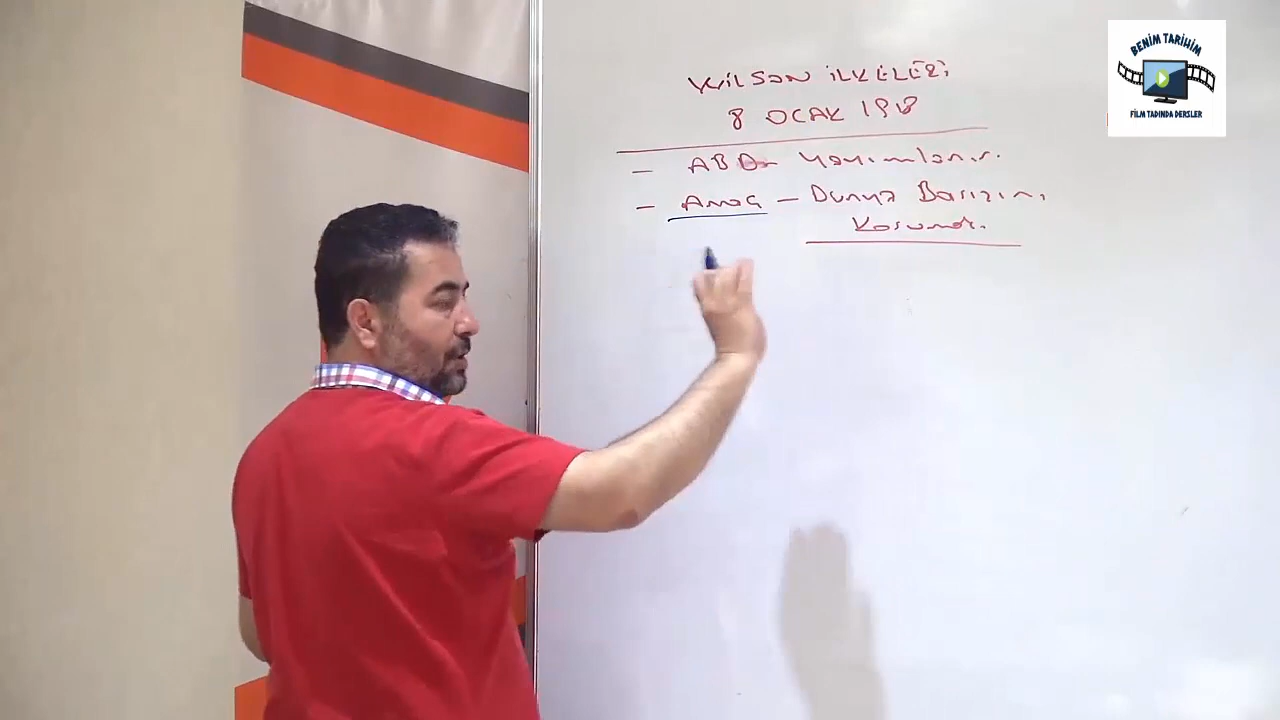 WİLSON İLKELERİ
8 OCAK 1918
- ABD Yayımlanır.
- Amaç - Dünya Barışını
Korumak.
BENİM TARİHİM
FİLM TADINDA DERSLER